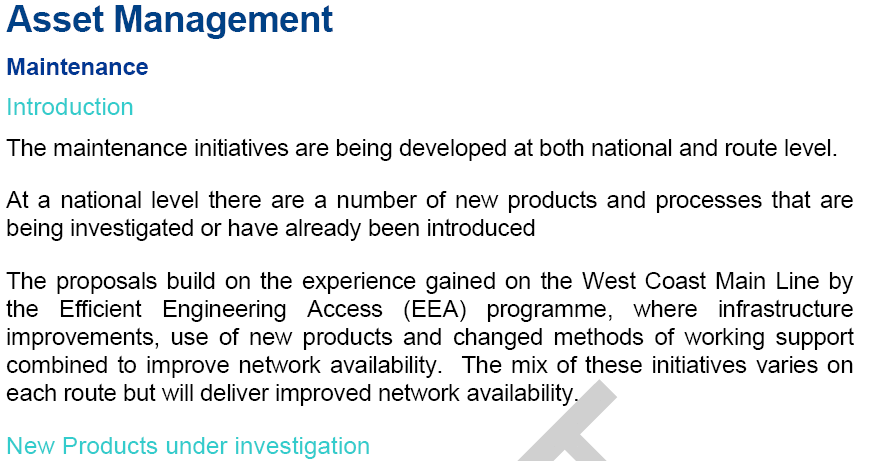 Asset Management
Maintenance
Introduction
The maintenance initiatives are being developed at both national and route level.
At a national level there are a number of new products and processes that are
being investigated or have already been introduced
The proposals build on the experience gained on the West Coast Main Line by
the Efficient Engineering Access (EEA) programme, where infrastructure
improvements, use of new products and changed methods of working support
combined to improve network availability.  The mix of these initiatives varies on
each route but will deliver improved network availability.
New Products under investigation